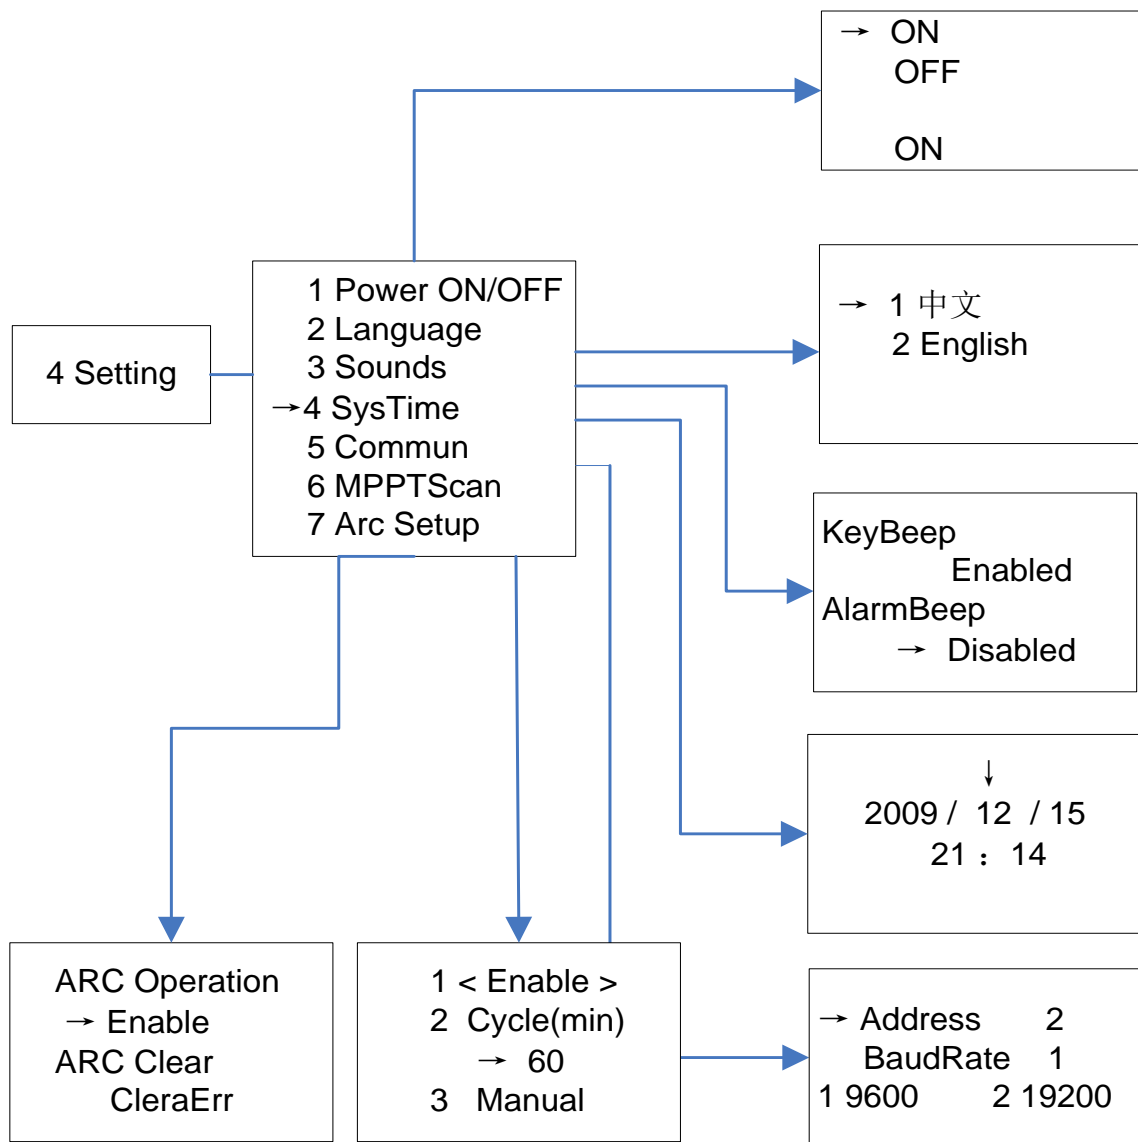 → ON
OFF
ON
4 Setting
1 Power ON/OFF
2 Language
3 Sounds
→4 SysTime
5 Commun
6 MPPTScan
7 Arc Setup
→ 1 中文
2 English
KeyBeep
Enabled
AlarmBeep
→ Disabled
↓
2009 / 12 / 15
21 : 14
ARC Operation
→ Enable
ARC Clear
CleraErr
1 < Enable >
2 Cycle(min)
→ 60
3 Manual
→ Address 2
BaudRate 1
1 9600 2 19200